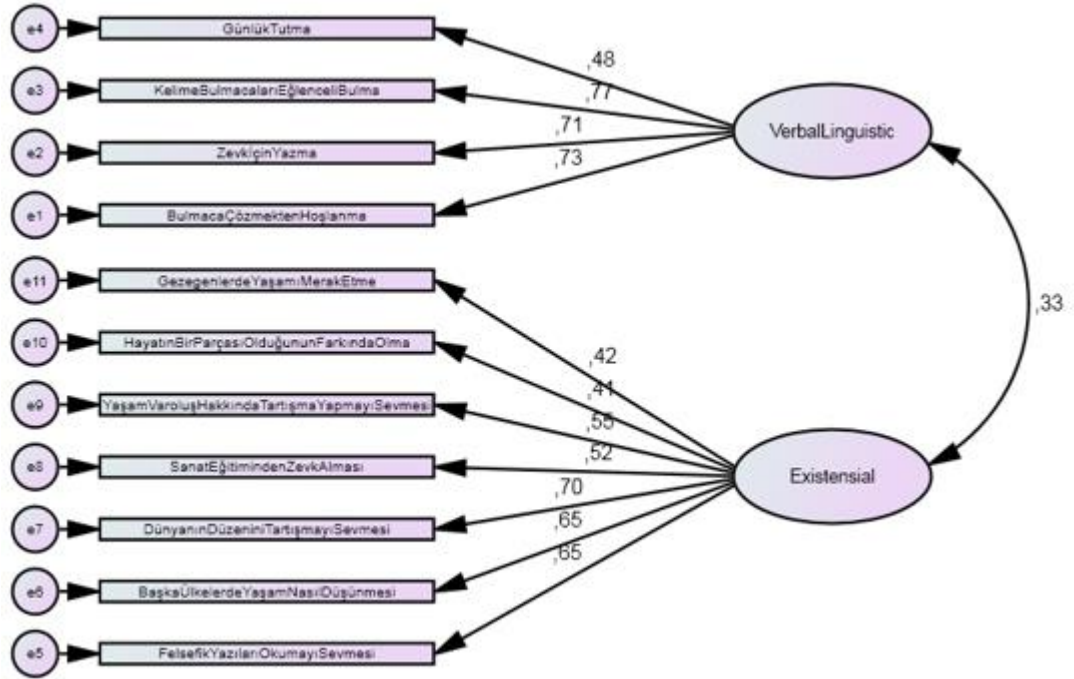 e4 GünlükTutma
,48
e3 KelimeBulmacalarıEğlenceliBulma
,77
VerbalLinguistic
e2 ZevkİçinYazma
,71
e1 BulmacaÇözmektenHoşlanma
,73
e11 GezegenlerdeYaşamıMerakEtme
,33
e10 HayatınBirParçasıOlduğununFarkındaOlma
,42
e9 YaşamVaroluşHakkındaTartışmaYapmayıSevmesi
,41
,55
e8 SanatEğitimindenZevkAlması
,52
Existensial
e7 DünyanınDüzeniniTartışmayıSevmesi
,70
e6 BaşkaÜlkelerdeYaşamNasılDüşünmesi
,65
e5 FelsefikYazılarıOkumayıSevmesi
,65